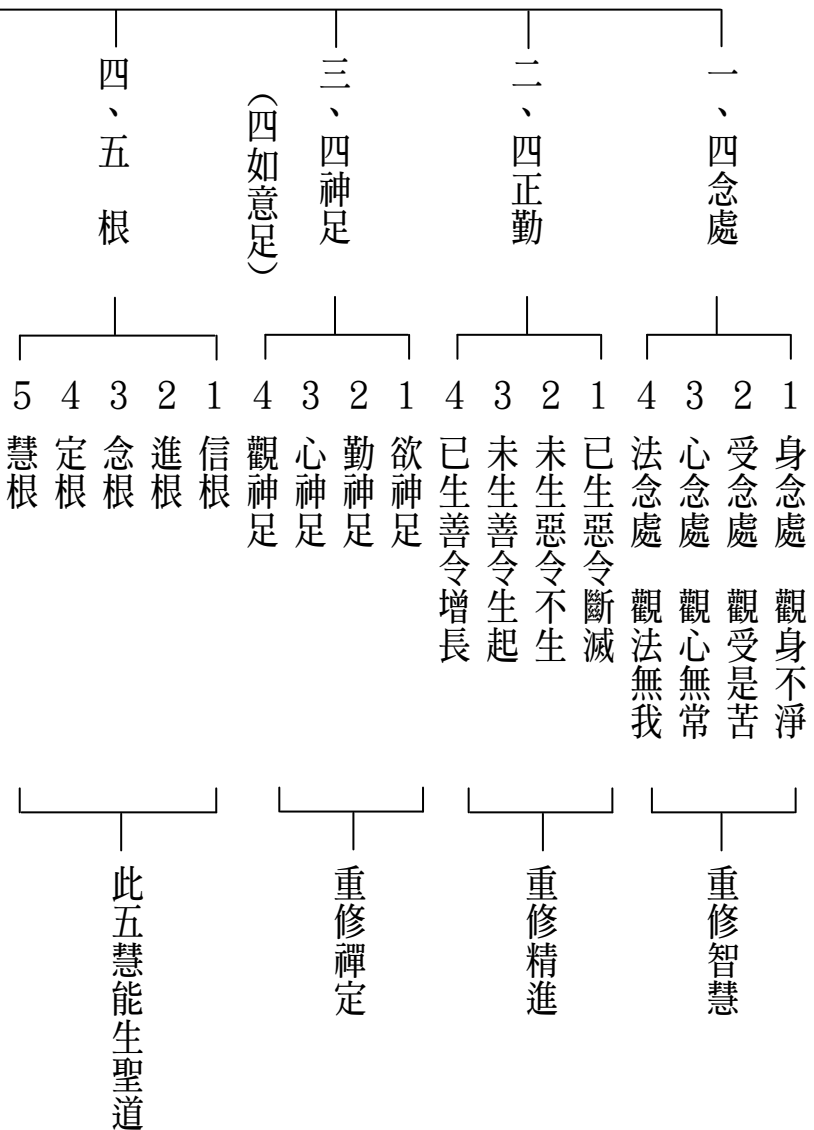 一、四念處
1 身念處 觀身不淨
2 受念處 觀受是苦
3 心念處 觀心無常
4 法念處 觀法無我
重修智慧
二、四正勤
1 已生惡令斷滅
2 未生惡令不生
3 未生善令生起
4 已生善令增長
重修精進
三、四神足
(四如意足)
1 欲神足
2 勤神足
3 心神足
4 觀神足
重修禪定
四、五 根
1 信根
2 進根
3 念根
4 定根
5 慧根
此五慧能生聖道